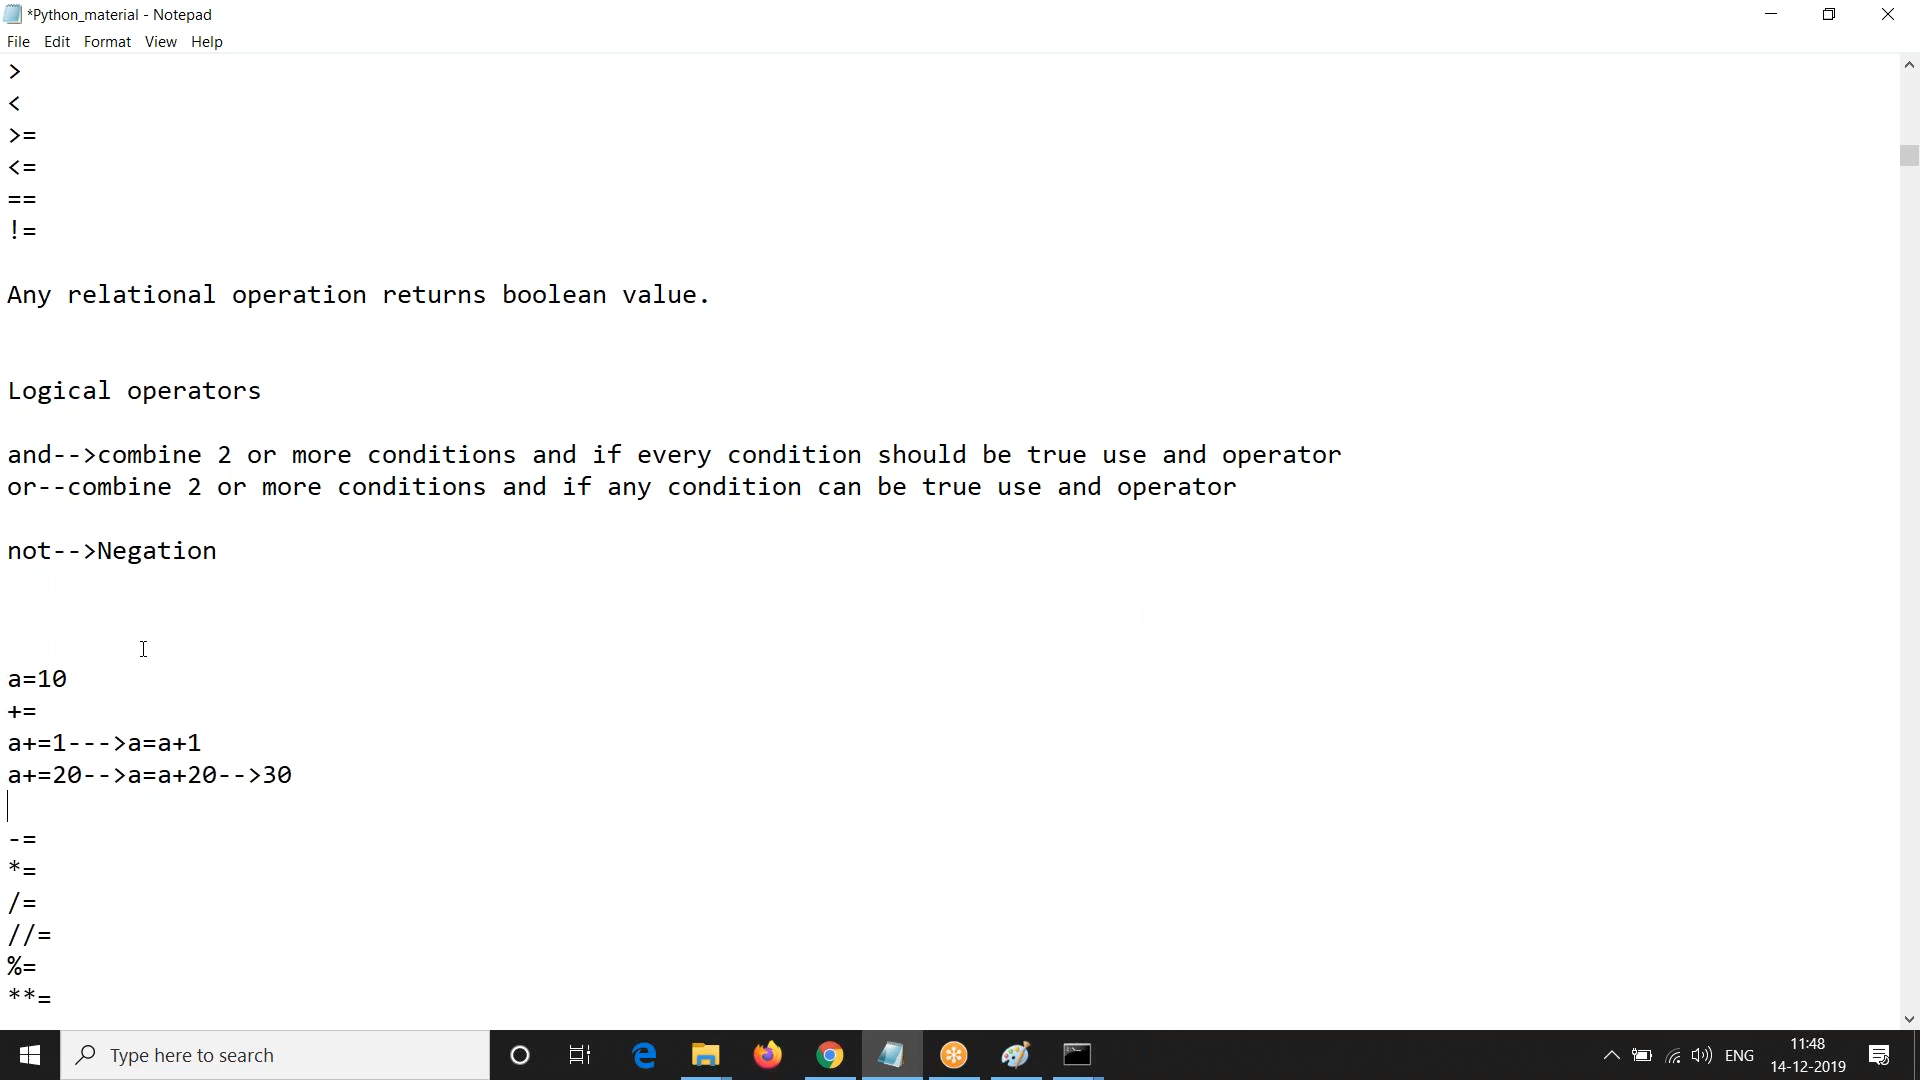 *Python_material - Notepad
File Edit Format View Help
>
<
>=
<=
==
!=
Any relational operation returns boolean value.
Logical operators
and-->combine 2 or more conditions and if every condition should be true use and operator
or--combine 2 or more conditions and if any condition can be true use and operator
not-->Negation
a=10
+=
a+=1--->a=a+1
a+=20-->a=a+20-->30
-=
*=
/=
//=
%=
**=
Type here to search
ENG
11:48
14-12-2019